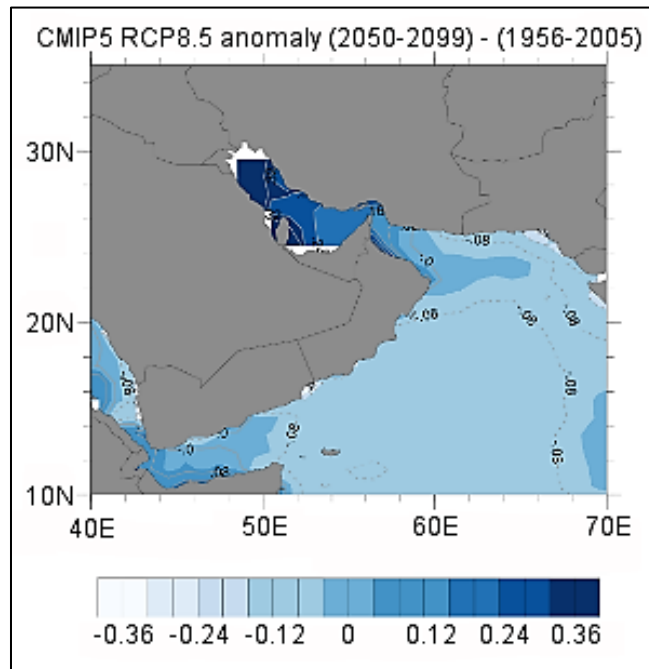 CMIP5 RCP8.5 anomaly (2050-2099) - (1956-2005)
30N
20N
10N
40E 50E 60E 70E
-0.36 -0.24 -0.12 0 0.12 0.24 0.36